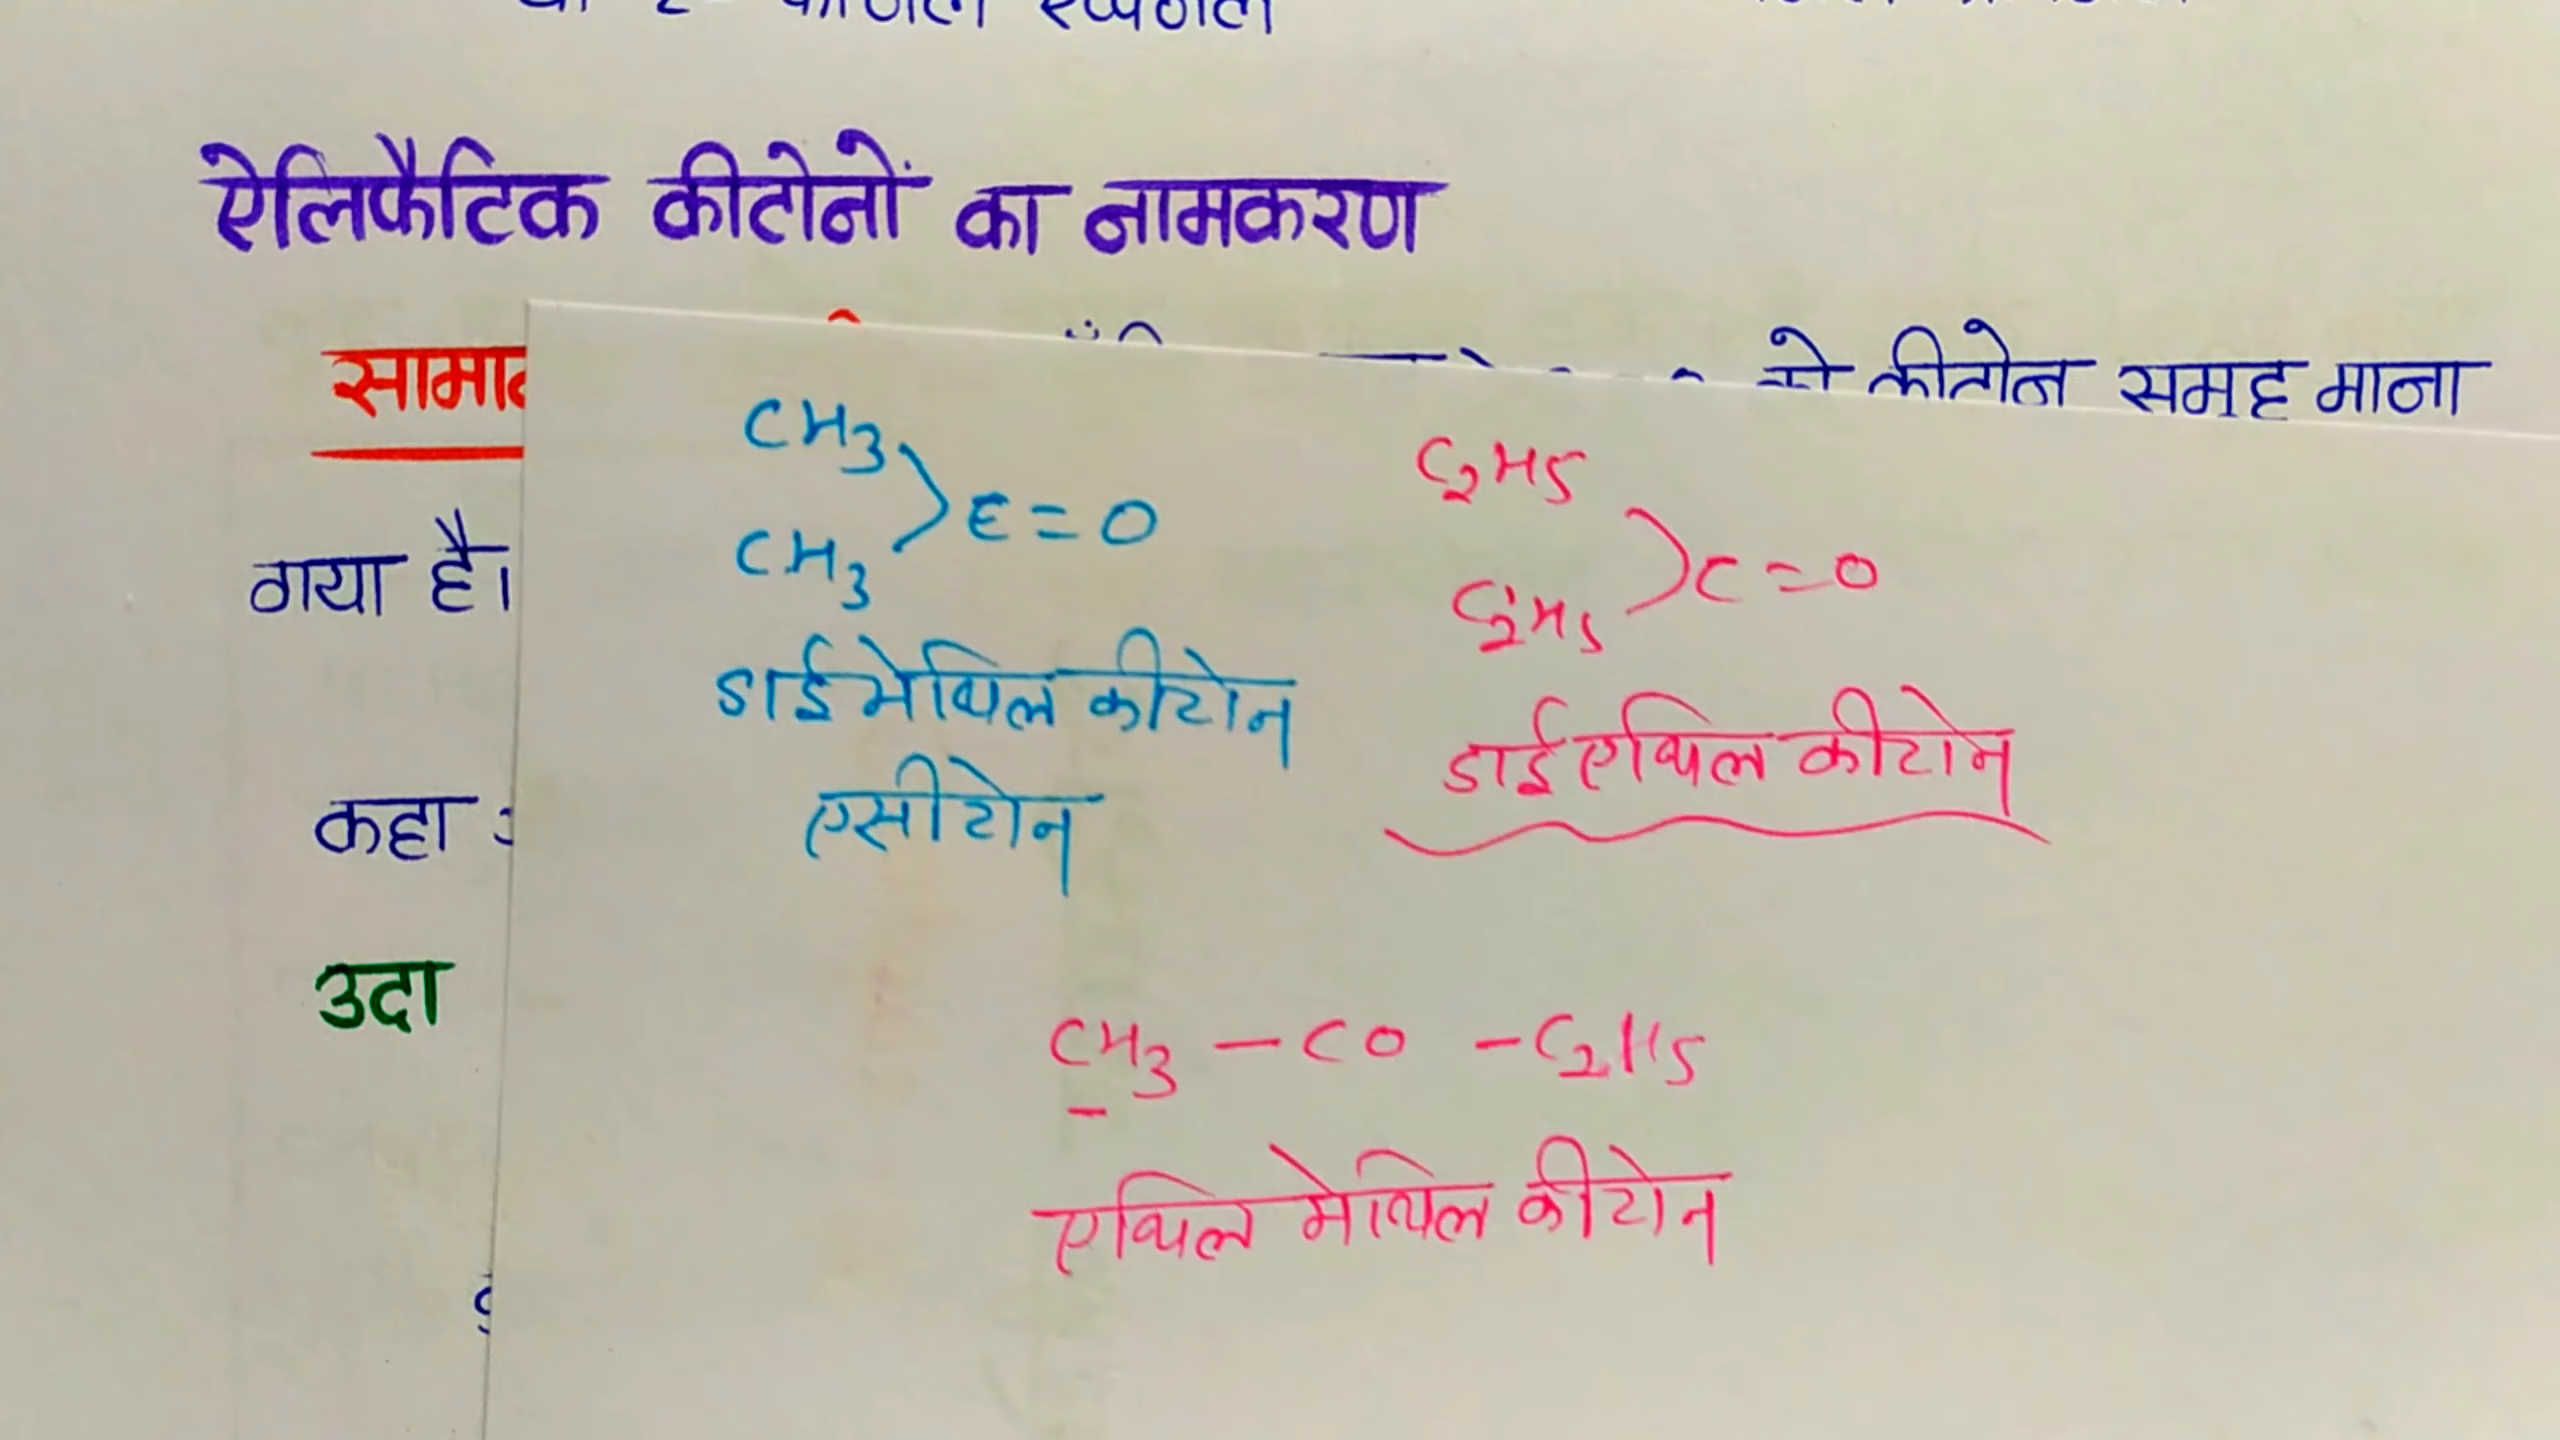 ऐलिफैटिक कीटोनों का नामकरण
कीटोन समूह माना
गया है।
कहा
उदा
CH3
CH3 >C=O
डाईमेथिल कीटोन
एसीटोन
C2H5
C2H5 >C=O
डाईएथिल कीटोन
CH3 — CO — C2H5
एथिल मेथिल कीटोन